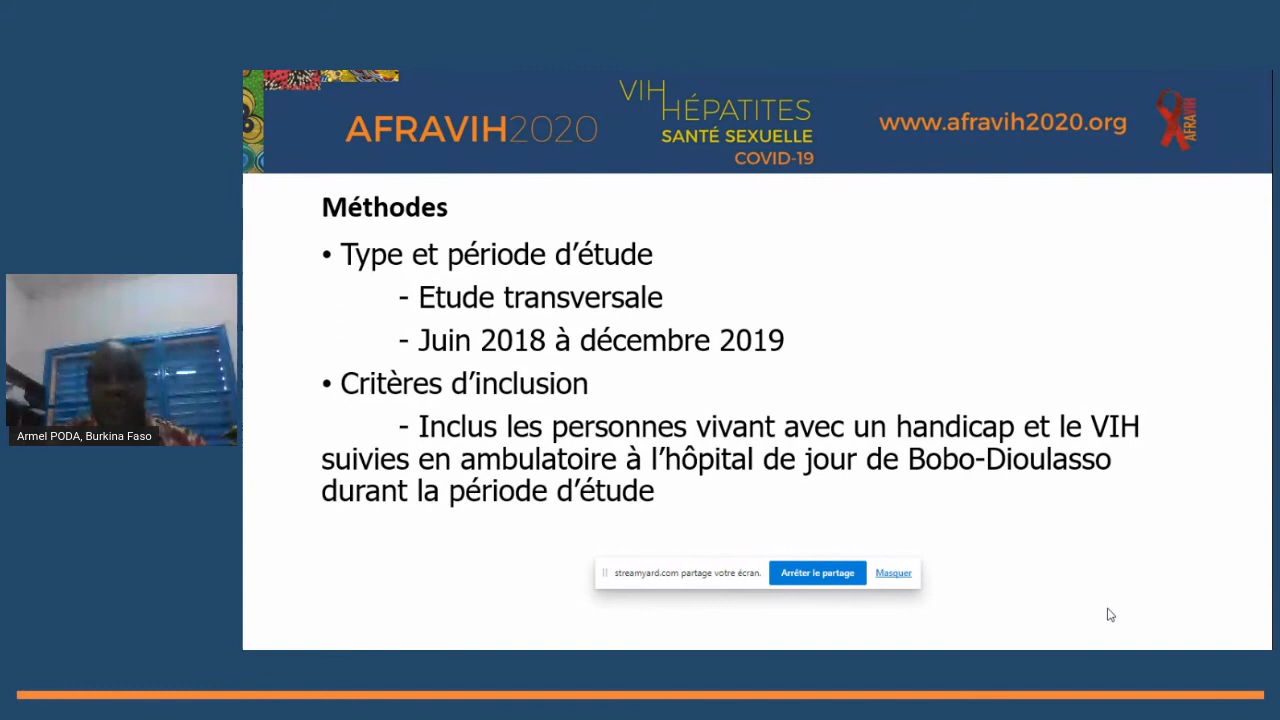 AFRAVIH2020
VIH
HÉPATITES
SANTÉ SEXUELLE
COVID-19
www.afravih2020.org
AFRAVIH
Méthodes
• Type et période d’étude
- Etude transversale
- Juin 2018 à décembre 2019
• Critères d’inclusion
- Inclus les personnes vivant avec un handicap et le VIH
suivies en ambulatoire à l’hôpital de jour de Bobo-Dioulasso
durant la période d’étude
Armel PODA, Burkina Faso
streamyard.com partage votre écran.
Arrêter le partage
Masquer